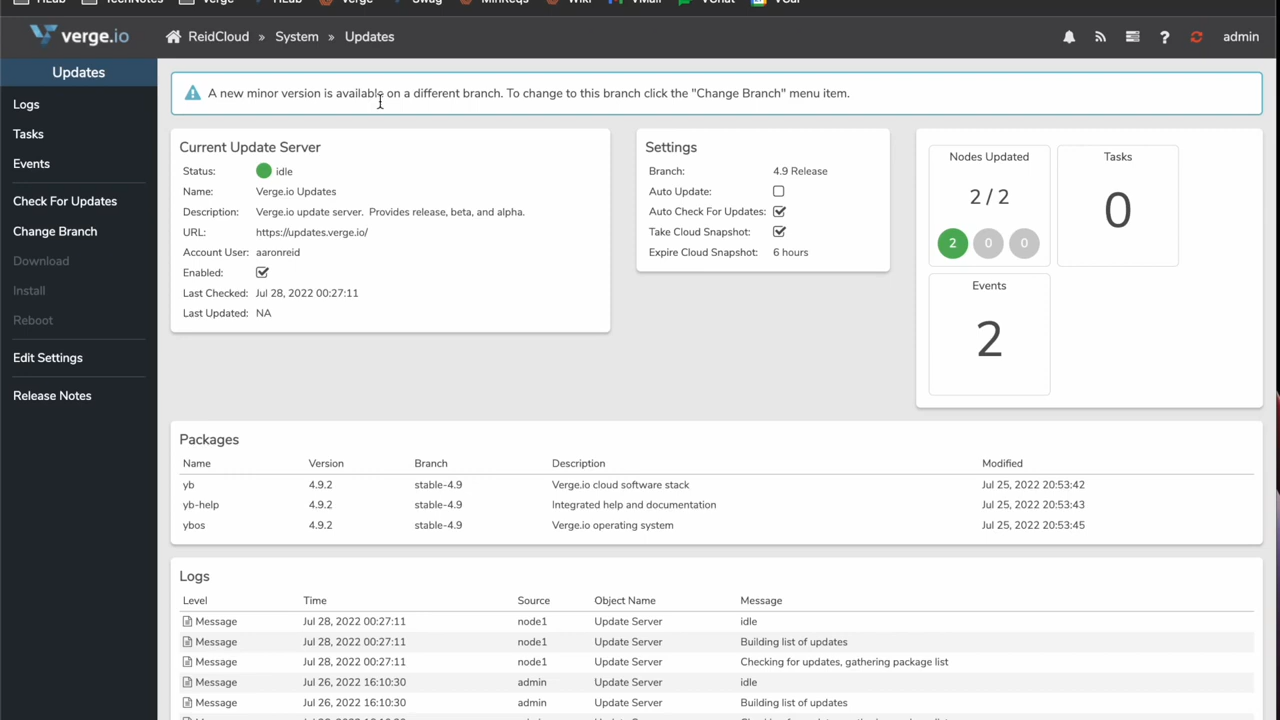 HLab TechNotes Verge HLab Verge Swag MinReqs Wiki VMail VChat VCal
verge.io ReidCloud » System » Updates ? admin
Updates
Logs
Tasks
Events
Check For Updates
Change Branch
Download
Install
Reboot
Edit Settings
Release Notes
A new minor version is available on a different branch. To change to this branch click the "Change Branch" menu item.
Current Update Server
Status: idle
Name: Verge.io Updates
Description: Verge.io update server. Provides release, beta, and alpha.
URL: https://updates.verge.io/
Account User: aaronreid
Enabled:
Last Checked: Jul 28, 2022 00:27:11
Last Updated: NA
Settings
Branch: 4.9 Release
Auto Update:
Auto Check For Updates:
Take Cloud Snapshot:
Expire Cloud Snapshot: 6 hours
Nodes Updated
2 / 2
2 0 0
Tasks
0
Events
2
Packages
Name Version Branch Description Modified
yb 4.9.2 stable-4.9 Verge.io cloud software stack Jul 25, 2022 20:53:42
yb-help 4.9.2 stable-4.9 Integrated help and documentation Jul 25, 2022 20:53:43
ybos 4.9.2 stable-4.9 Verge.io operating system Jul 25, 2022 20:53:45
Logs
Level Time Source Object Name Message
Message Jul 28, 2022 00:27:11 node1 Update Server idle
Message Jul 28, 2022 00:27:11 node1 Update Server Building list of updates
Message Jul 28, 2022 00:27:11 node1 Update Server Checking for updates, gathering package list
Message Jul 26, 2022 16:10:30 admin Update Server idle
Message Jul 26, 2022 16:10:30 admin Update Server Building list of updates